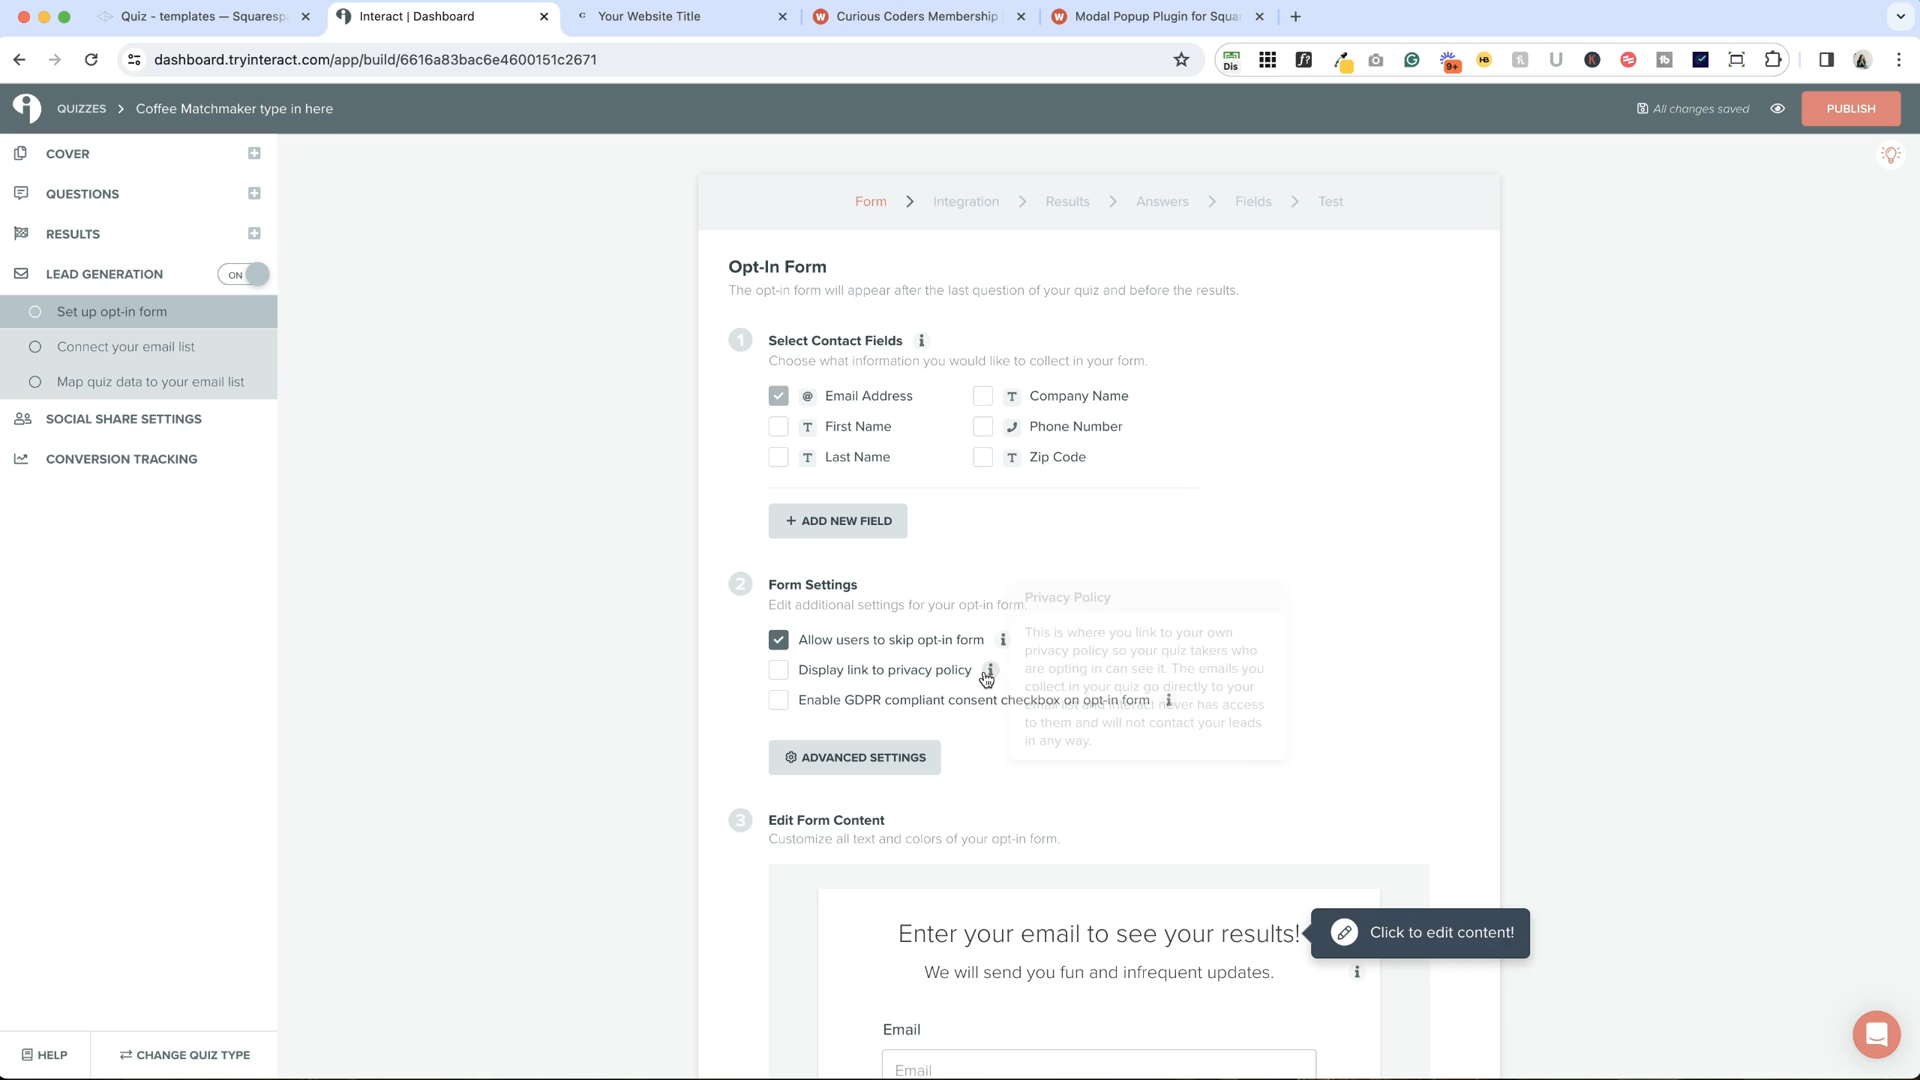 Quiz - templates — Squaresp
Interact | Dashboard
Your Website Title
Curious Coders Membership
Modal Popup Plugin for Squa
dashboard.tryinteract.com/app/build/6616a83bac6e4600151c2671
Dis
9+
QUIZZES > Coffee Matchmaker type in here
All changes saved
PUBLISH
COVER
QUESTIONS
RESULTS
LEAD GENERATION
ON
Set up opt-in form
Connect your email list
Map quiz data to your email list
SOCIAL SHARE SETTINGS
CONVERSION TRACKING
HELP
CHANGE QUIZ TYPE
Form > Integration > Results > Answers > Fields > Test
Opt-In Form
The opt-in form will appear after the last question of your quiz and before the results.
1 Select Contact Fields i
Choose what information you would like to collect in your form.
@ Email Address
T Company Name
T First Name
Phone Number
T Last Name
T Zip Code
+ ADD NEW FIELD
2 Form Settings
Edit additional settings for your opt-in form.
Allow users to skip opt-in form i
Display link to privacy policy i
Enable GDPR compliant consent checkbox on opt-in form i
Privacy Policy
This is where you link to your own
privacy policy so your quiz takers who
are opting in can see it. The emails you
collect in your quiz go directly to your
email list and Interact never has access
to them and will not contact your leads
in any way.
ADVANCED SETTINGS
3 Edit Form Content
Customize all text and colors of your opt-in form.
Enter your email to see your results!
Click to edit content!
We will send you fun and infrequent updates.
i
Email
Email